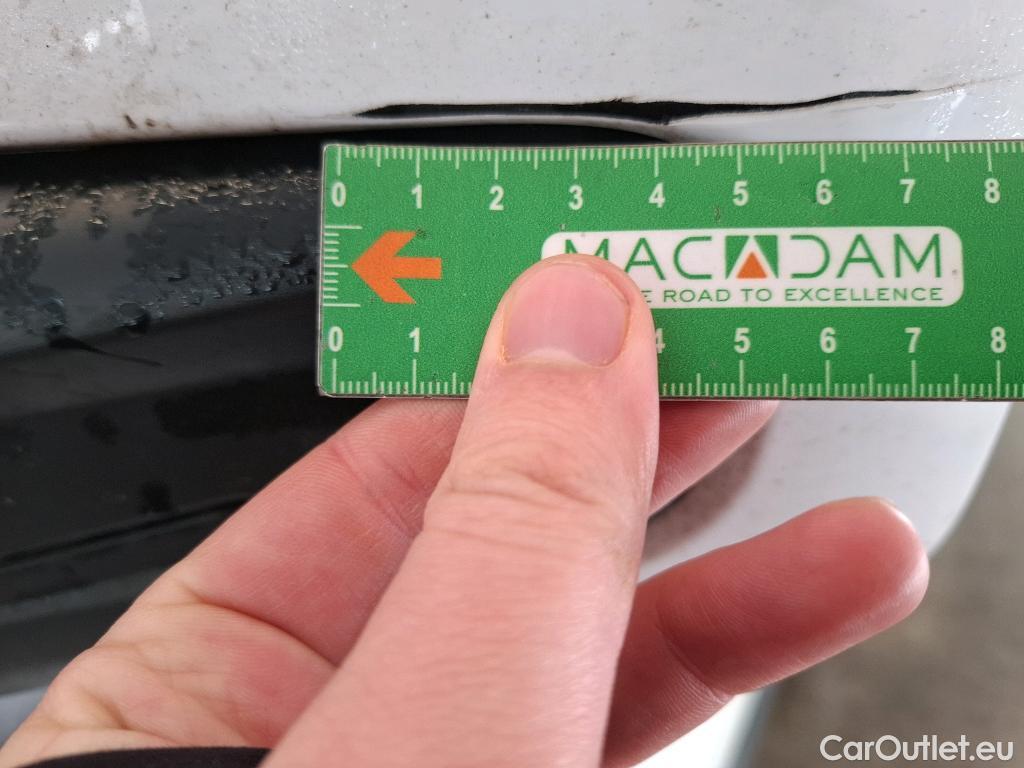 0 1 2 3 4 5 6 7 8
MACADAM
E ROAD TO EXCELLENCE
0 1 4 5 6 7 8
CarOutlet.eu